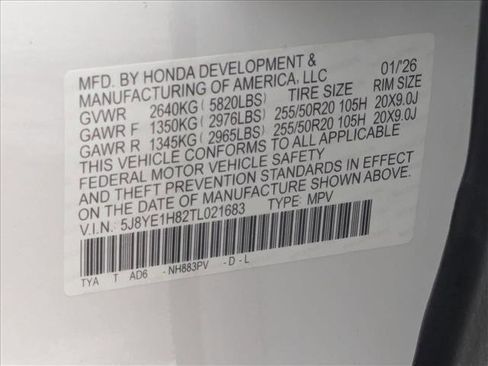 MFD. BY HONDA DEVELOPMENT &
MANUFACTURING OF AMERICA, LLC 01/'26
GVWR 2640KG(5820LBS) TIRE SIZE RIM SIZE
GAWR F 1350KG(2976LBS) 255/50R20 105H 20X9.0J
GAWR R 1345KG(2965LBS) 255/50R20 105H 20X9.0J
THIS VEHICLE CONFORMS TO ALL APPLICABLE
FEDERAL MOTOR VEHICLE SAFETY
AND THEFT PREVENTION STANDARDS IN EFFECT
ON THE DATE OF MANUFACTURE SHOWN ABOVE.
V.I.N. 5J8YE1H82TL021683 TYPE: MPV
TYA T AD6 -NH883PV -D-L